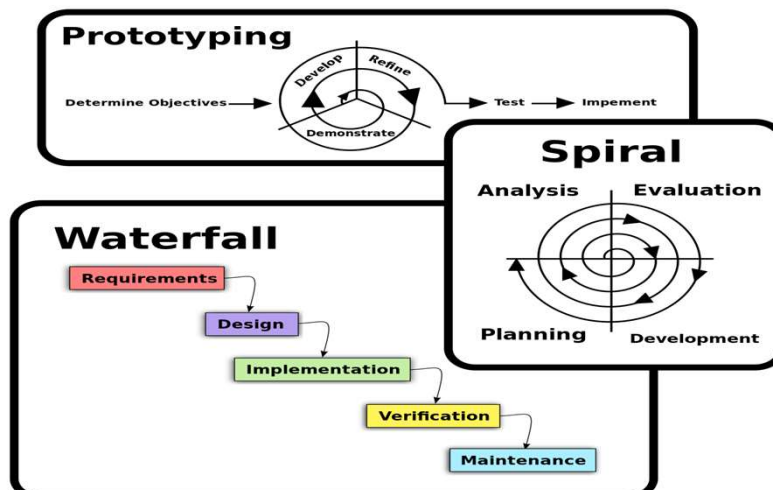 Prototyping
Develop
Refine
Determine Objectives
Demonstrate
Test
Impement
Spiral
Analysis
Evaluation
Planning
Development
Waterfall
Requirements
Design
Implementation
Verification
Maintenance